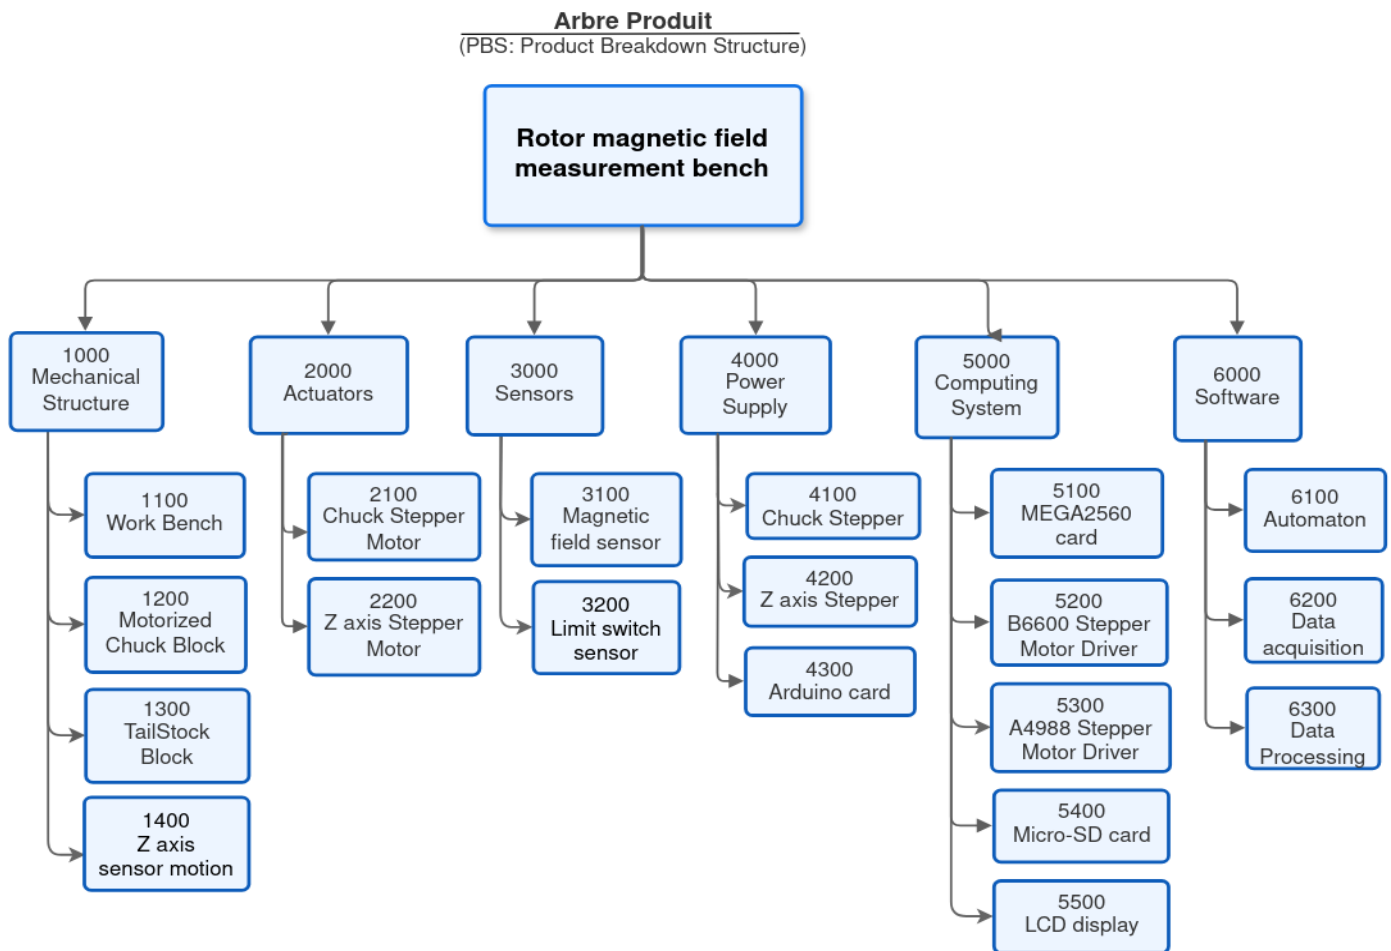 Arbre Produit
(PBS: Product Breakdown Structure)
Rotor magnetic field
measurement bench
1000
Mechanical
Structure
1100
Work Bench
1200
Motorized
Chuck Block
1300
TailStock
Block
1400
Z axis
sensor motion
2000
Actuators
2100
Chuck Stepper
Motor
2200
Z axis Stepper
Motor
3000
Sensors
3100
Magnetic
field sensor
3200
Limit switch
sensor
4000
Power
Supply
4100
Chuck Stepper
4200
Z axis Stepper
4300
Arduino card
5000
Computing
System
5100
MEGA2560
card
5200
B6600 Stepper
Motor Driver
5300
A4988 Stepper
Motor Driver
5400
Micro-SD card
5500
LCD display
6000
Software
6100
Automaton
6200
Data
acquisition
6300
Data
Processing